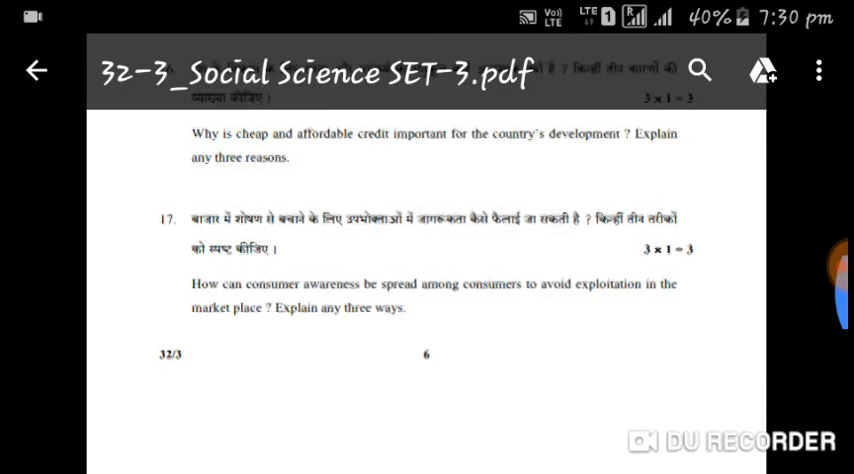 Vo) LTE LTE 1 R 40% 7:30 pm
32-3_Social Science SET-3.pdf
है ? किन्हीं तीन कारणों की
व्याख्या कीजिए । 3 x 1 = 3
Why is cheap and affordable credit important for the country's development ? Explain
any three reasons.
17. बाजार में शोषण से बचाने के लिए उपभोक्ताओं में जागरूकता कैसे फैलाई जा सकती है ? किन्हीं तीन तरीकों
को स्पष्ट कीजिए । 3 x 1 = 3
How can consumer awareness be spread among consumers to avoid exploitation in the
market place ? Explain any three ways.
32/3 6
DU RECORDER